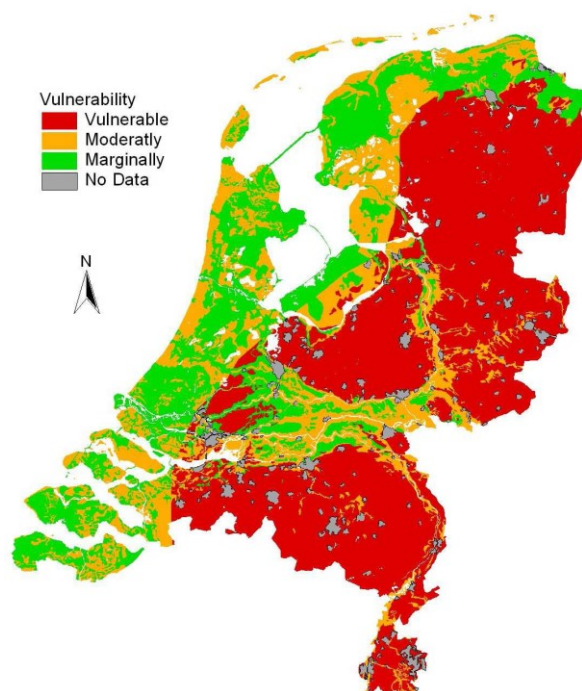 Vulnerability
Vulnerable
Moderatly
Marginally
No Data
N